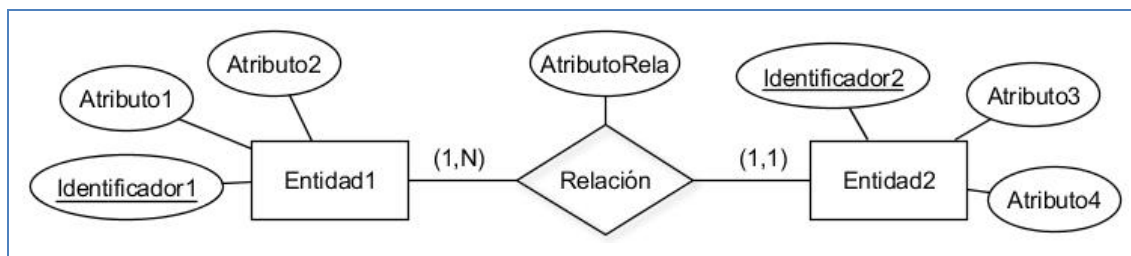 Atributo2
AtributoRela
Identificador2
Atributo1
Atributo3
(1,N)
(1,1)
Identificador1
Entidad1
Relación
Entidad2
Atributo4